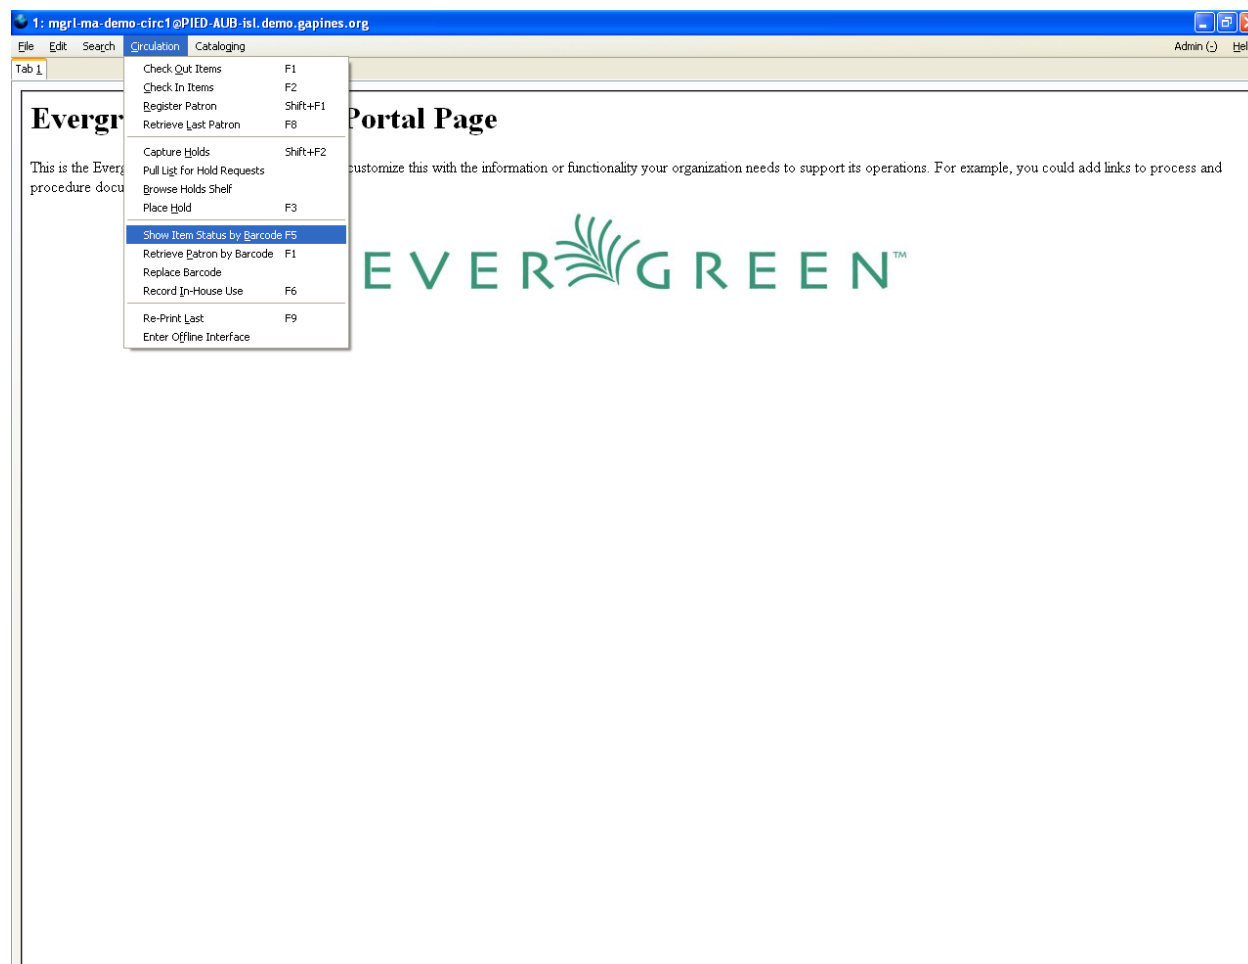 1: mgrl-ma-demo-circ1@PIED-AUB-isl.demo.gapines.org
File Edit Search Circulation Cataloging Admin (-) Hel
Tab 1
Check Out Items F1
Check In Items F2
Register Patron Shift+F1
Retrieve Last Patron F8
Capture Holds Shift+F2
Pull List for Hold Requests
Browse Holds Shelf
Place Hold F3
Show Item Status by Barcode F5
Retrieve Patron by Barcode F1
Replace Barcode
Record In-House Use F6
Re-Print Last F9
Enter Offline Interface
Evergr Portal Page
This is the Everg customize this with the information or functionality your organization needs to support its operations. For example, you could add links to process and
procedure docu
EVERGREEN™